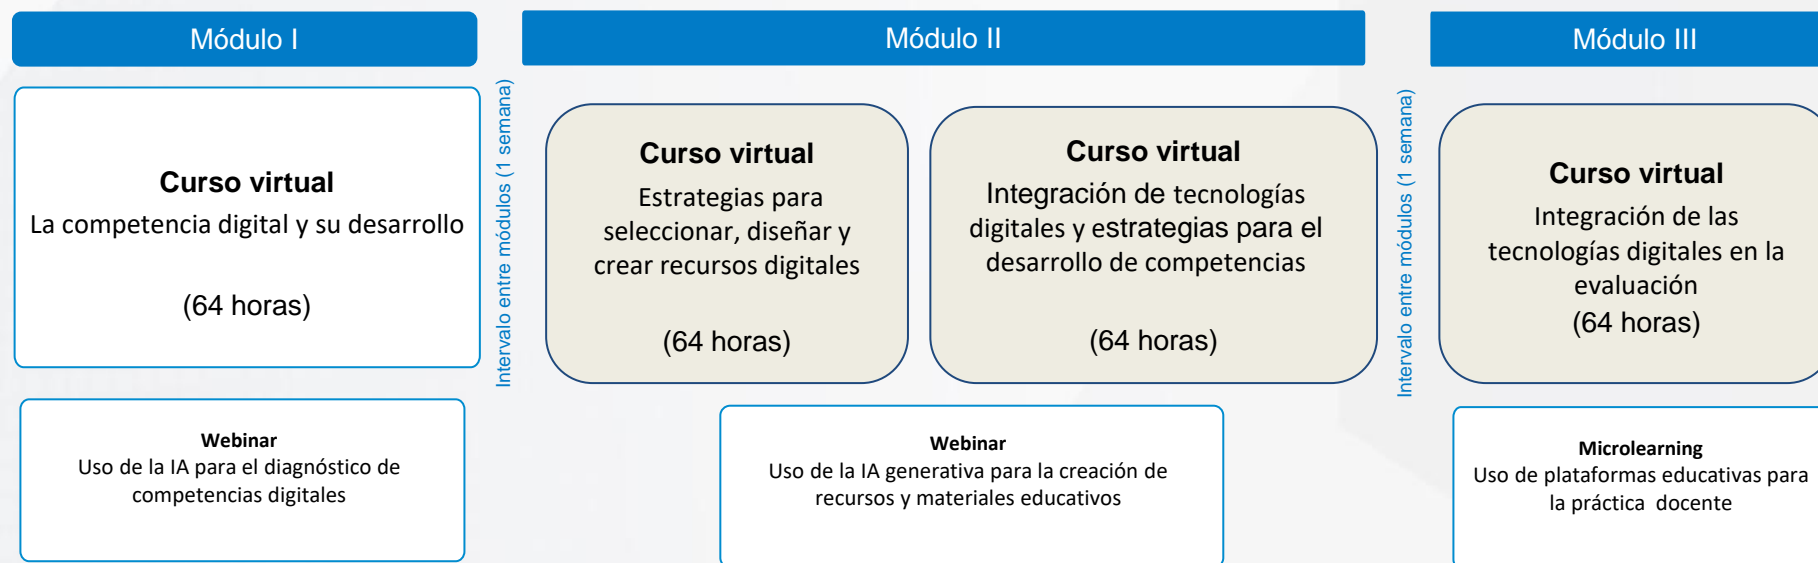 Módulo I
Módulo II
Módulo III
Curso virtual
La competencia digital y su desarrollo
(64 horas)
Intervalo entre módulos (1 semana)
Curso virtual
Estrategias para
seleccionar, diseñar y
crear recursos digitales
(64 horas)
Curso virtual
Integración de tecnologías
digitales y estrategias para el
desarrollo de competencias
(64 horas)
Intervalo entre módulos (1 semana)
Curso virtual
Integración de las
tecnologías digitales en la
evaluación
(64 horas)
Webinar
Uso de la IA para el diagnóstico de
competencias digitales
Webinar
Uso de la IA generativa para la creación de
recursos y materiales educativos
Microlearning
Uso de plataformas educativas para
la práctica docente